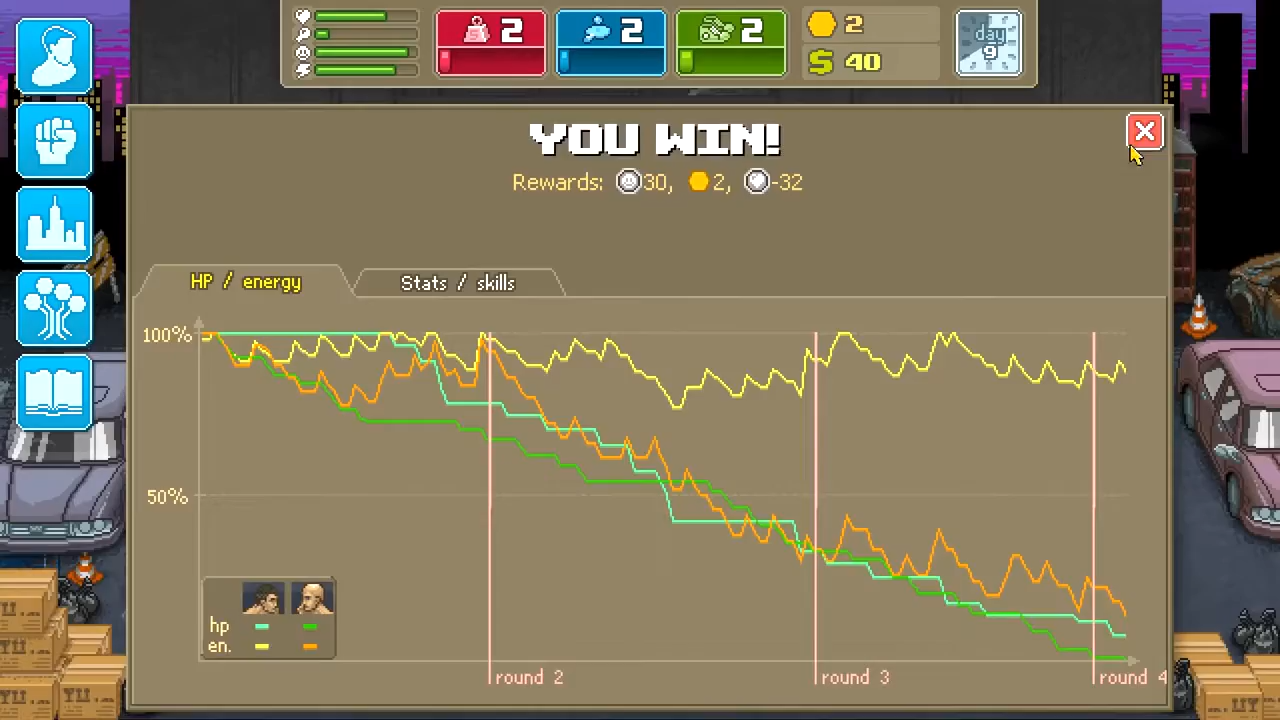 2
2
2
2
40
day
9
YOU WIN!
Rewards: 30, 2, -32
HP / energy
Stats / skills
100%
50%
hp
en.
round 2
round 3
round 4